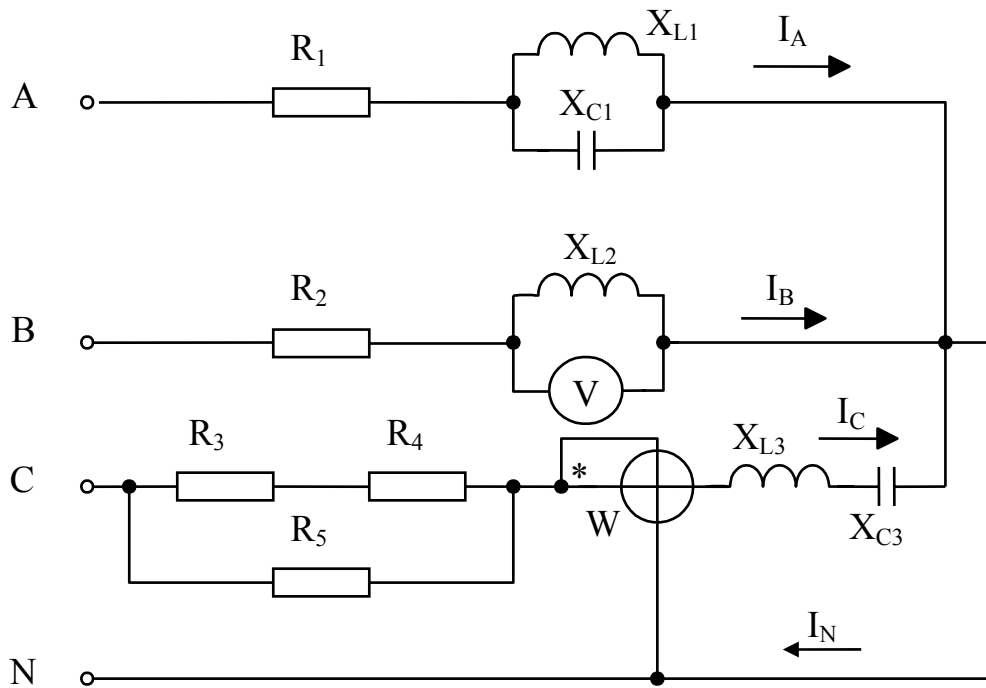 X_L1 I_A
R_1
A X_C1
X_L2
R_2 I_B
B
V
R_3 R_4 X_L3 I_C
C *
R_5 W X_C3
I_N
N